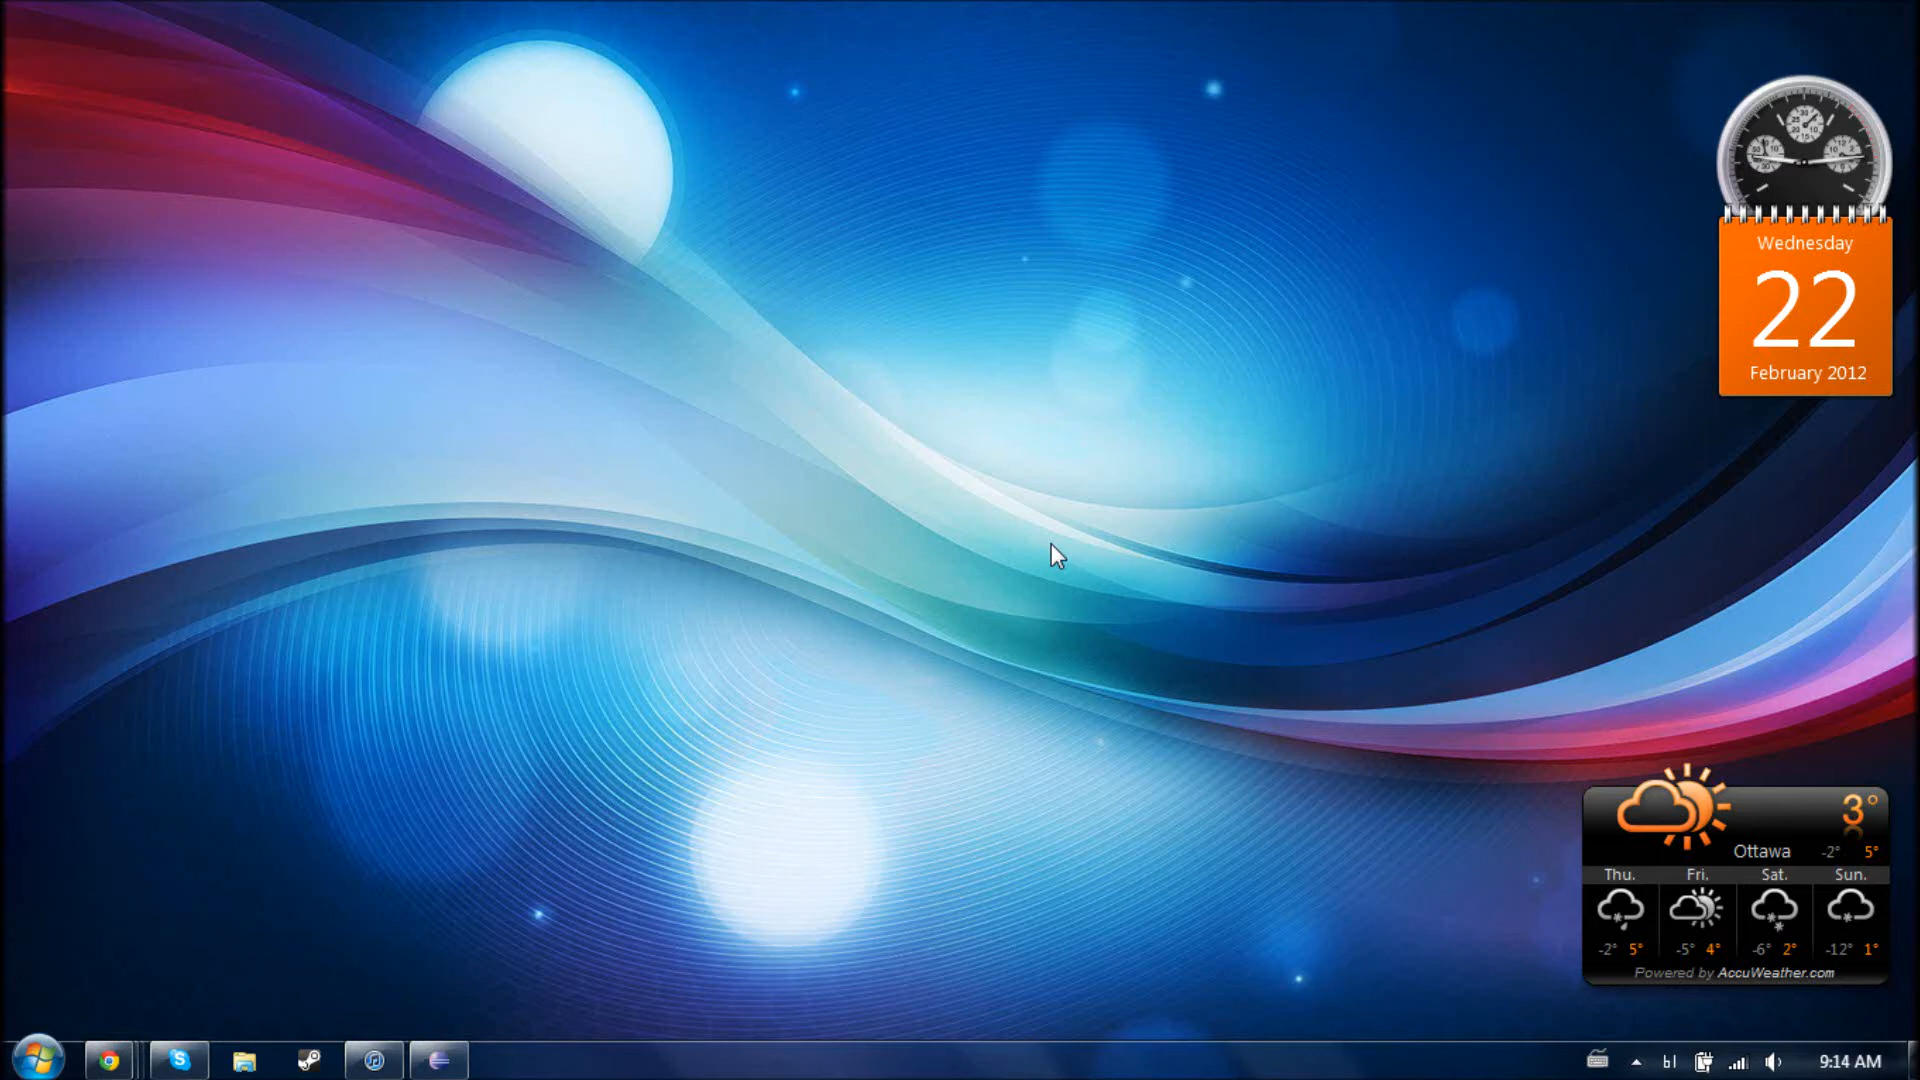 Wednesday
22
February 2012
3°
Ottawa -2° 5°
Thu. Fri. Sat. Sun.
-2° 5° -5° 4° -6° 2° -12° 1°
Powered by AccuWeather.com
9:14 AM